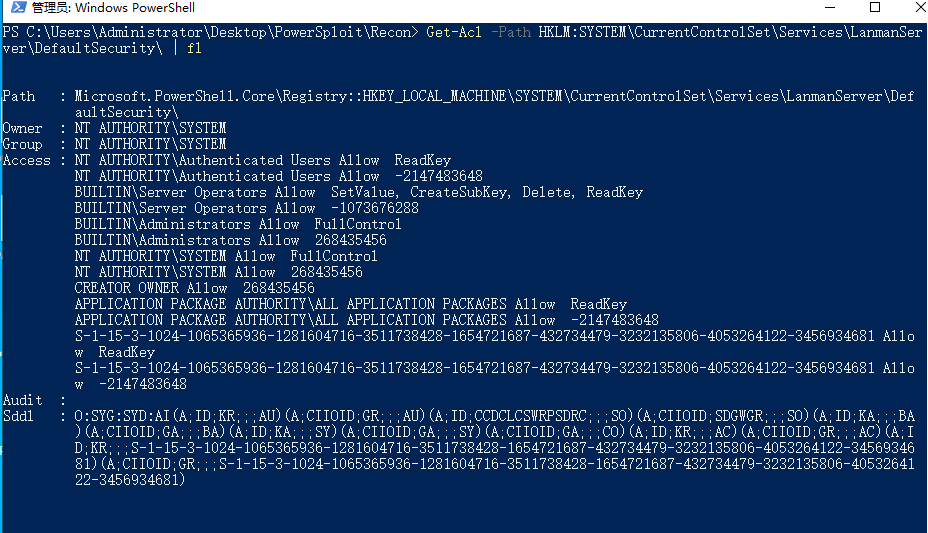 管理员: Windows PowerShell
PS C:\Users\Administrator\Desktop\PowerSploit\Recon> Get-Acl -Path HKLM:SYSTEM\CurrentControlSet\Services\LanmanSer
ver\DefaultSecurity\ | fl
Path : Microsoft.PowerShell.Core\Registry::HKEY_LOCAL_MACHINE\SYSTEM\CurrentControlSet\Services\LanmanServer\Def
aultSecurity\
Owner : NT AUTHORITY\SYSTEM
Group : NT AUTHORITY\SYSTEM
Access : NT AUTHORITY\Authenticated Users Allow ReadKey
NT AUTHORITY\Authenticated Users Allow -2147483648
BUILTIN\Server Operators Allow SetValue, CreateSubKey, Delete, ReadKey
BUILTIN\Server Operators Allow -1073676288
BUILTIN\Administrators Allow FullControl
BUILTIN\Administrators Allow 268435456
NT AUTHORITY\SYSTEM Allow FullControl
NT AUTHORITY\SYSTEM Allow 268435456
CREATOR OWNER Allow 268435456
APPLICATION PACKAGE AUTHORITY\ALL APPLICATION PACKAGES Allow ReadKey
APPLICATION PACKAGE AUTHORITY\ALL APPLICATION PACKAGES Allow -2147483648
S-1-15-3-1024-1065365936-1281604716-3511738428-1654721687-432734479-3232135806-4053264122-3456934681 Allo
w ReadKey
S-1-15-3-1024-1065365936-1281604716-3511738428-1654721687-432734479-3232135806-4053264122-3456934681 Allo
w -2147483648
Audit :
Sddl : O:SYG:SYD:AI(A;ID;KR;;;AU)(A;CIIOID;GR;;;AU)(A;ID;CCDCLCSWRPSDRC;;;SO)(A;CIIOID;SDGWGR;;;SO)(A;ID;KA;;;BA
)(A;CIIOID;GA;;;BA)(A;ID;KA;;;SY)(A;CIIOID;GA;;;SY)(A;CIIOID;GA;;;CO)(A;ID;KR;;;AC)(A;CIIOID;GR;;;AC)(A;I
D;KR;;;S-1-15-3-1024-1065365936-1281604716-3511738428-1654721687-432734479-3232135806-4053264122-34569346
81)(A;CIIOID;GR;;;S-1-15-3-1024-1065365936-1281604716-3511738428-1654721687-432734479-3232135806-40532641
22-3456934681)